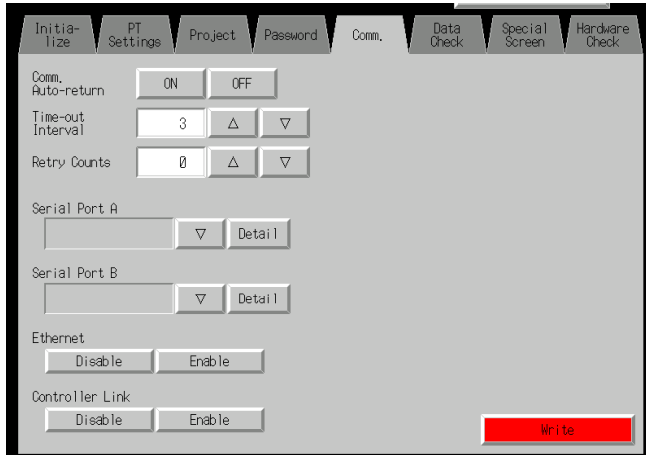 Initia-
lize
PT
Settings
Project
Password
Comm.
Data
Check
Special
Screen
Hardware
Check
Comm.
Auto-return
ON
OFF
Time-out
Interval
3
△
▽
Retry Counts
0
△
▽
Serial Port A
▽
Detail
Serial Port B
▽
Detail
Ethernet
Disable
Enable
Controller Link
Disable
Enable
Write